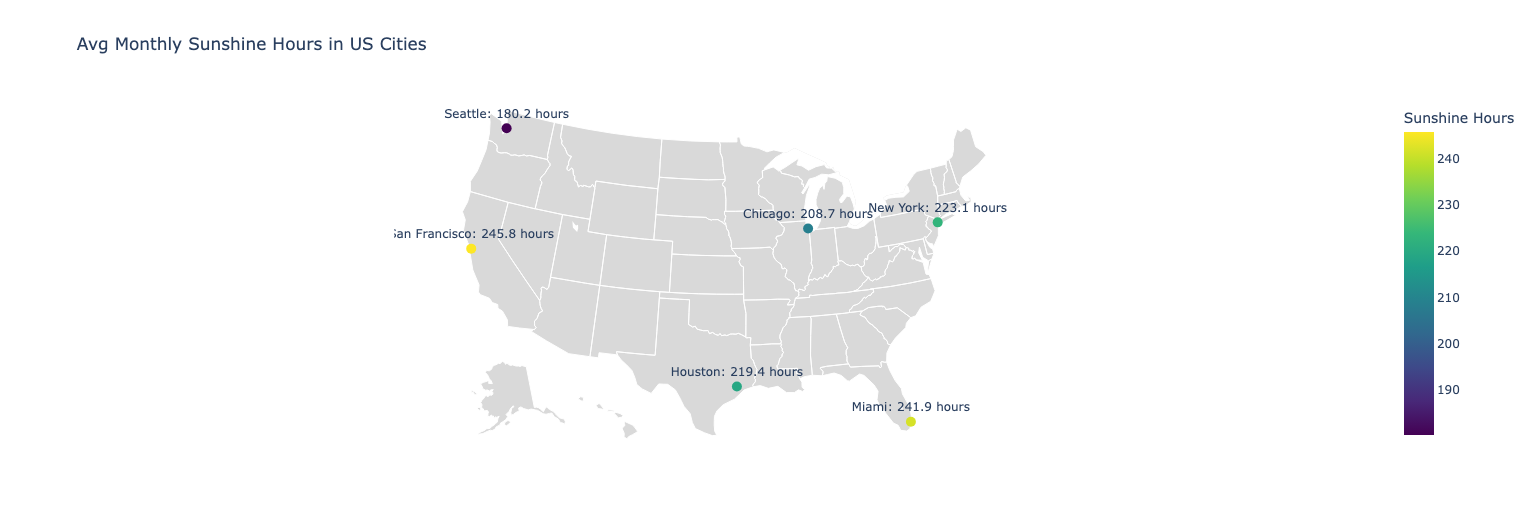 Avg Monthly Sunshine Hours in US Cities
Seattle: 180.2 hours
Chicago: 208.7 hours
New York: 223.1 hours
San Francisco: 245.8 hours
Houston: 219.4 hours
Miami: 241.9 hours
Sunshine Hours
240
230
220
210
200
190